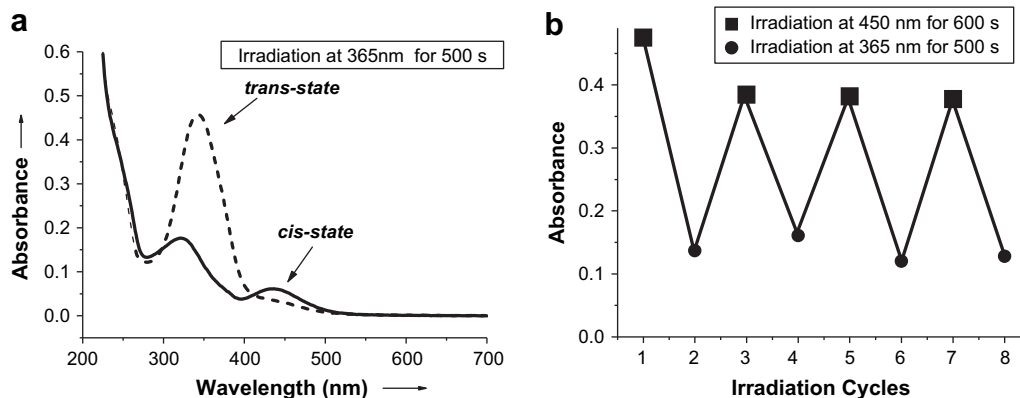 a
Irradiation at 365nm for 500 s
trans-state
cis-state
0.6
0.5
0.4
0.3
0.2
0.1
0.0
200 300 400 500 600 700
Absorbance
Wavelength (nm)
b
Irradiation at 450 nm for 600 s
Irradiation at 365 nm for 500 s
0.4
0.3
0.2
0.1
0.0
1 2 3 4 5 6 7 8
Absorbance
Irradiation Cycles